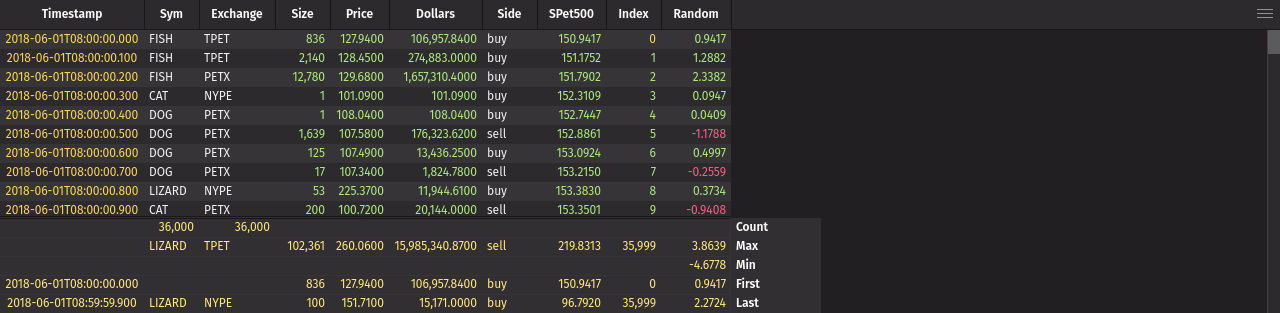 Timestamp Sym Exchange Size Price Dollars Side SPet500 Index Random
2018-06-01T08:00:00.000 FISH TPET 836 127.9400 106,957.8400 buy 150.9417 0 0.9417
2018-06-01T08:00:00.100 FISH TPET 2,140 128.4500 274,883.0000 buy 151.1752 1 1.2882
2018-06-01T08:00:00.200 FISH PETX 12,780 129.6800 1,657,310.4000 buy 151.7902 2 2.3382
2018-06-01T08:00:00.300 CAT NYPE 1 101.0900 101.0900 buy 152.3109 3 0.0947
2018-06-01T08:00:00.400 DOG PETX 1 108.0400 108.0400 buy 152.7447 4 0.0409
2018-06-01T08:00:00.500 DOG PETX 1,639 107.5800 176,323.6200 sell 152.8861 5 -1.1788
2018-06-01T08:00:00.600 DOG PETX 125 107.4900 13,436.2500 buy 153.0924 6 0.4997
2018-06-01T08:00:00.700 DOG PETX 17 107.3400 1,824.7800 sell 153.2150 7 -0.2559
2018-06-01T08:00:00.800 LIZARD NYPE 53 225.3700 11,944.6100 buy 153.3830 8 0.3734
2018-06-01T08:00:00.900 CAT PETX 200 100.7200 20,144.0000 sell 153.3501 9 -0.9408
36,000 36,000 Count
LIZARD TPET 102,361 260.0600 15,985,340.8700 sell 219.8313 35,999 3.8639 Max
-4.6778 Min
2018-06-01T08:00:00.000 836 127.9400 106,957.8400 buy 150.9417 0 0.9417 First
2018-06-01T08:59:59.900 LIZARD NYPE 100 151.7100 15,171.0000 buy 96.7920 35,999 2.2724 Last